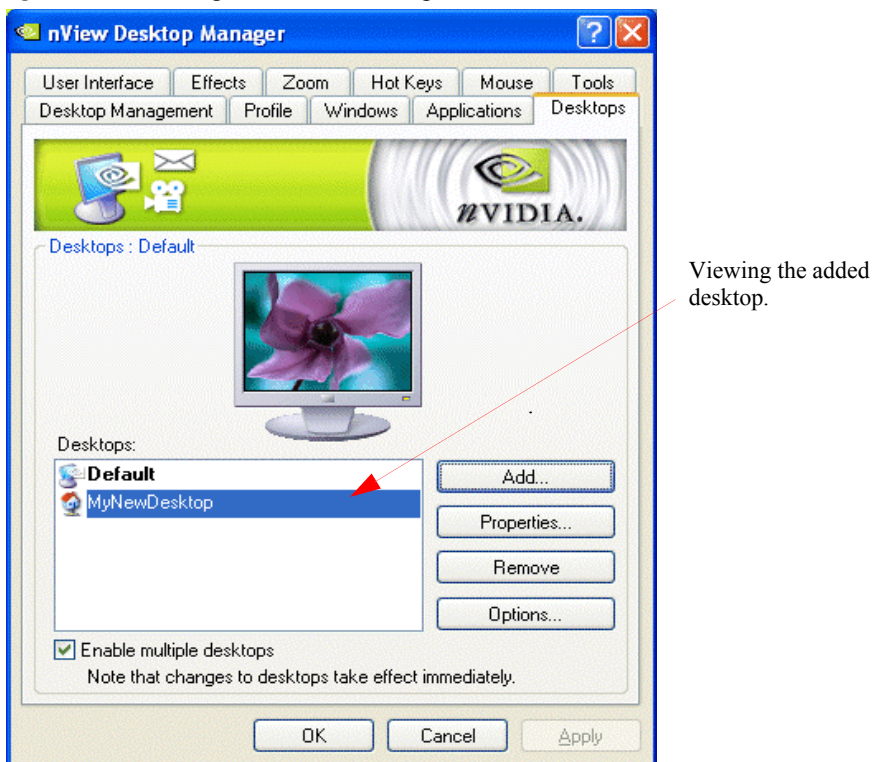 nView Desktop Manager
User Interface Effects Zoom Hot Keys Mouse Tools
Desktop Management Profile Windows Applications Desktops
nVIDIA.
Desktops : Default
Viewing the added
desktop.
Desktops:
Default
MyNewDesktop
Add...
Properties...
Remove
Options...
Enable multiple desktops
Note that changes to desktops take effect immediately.
OK Cancel Apply